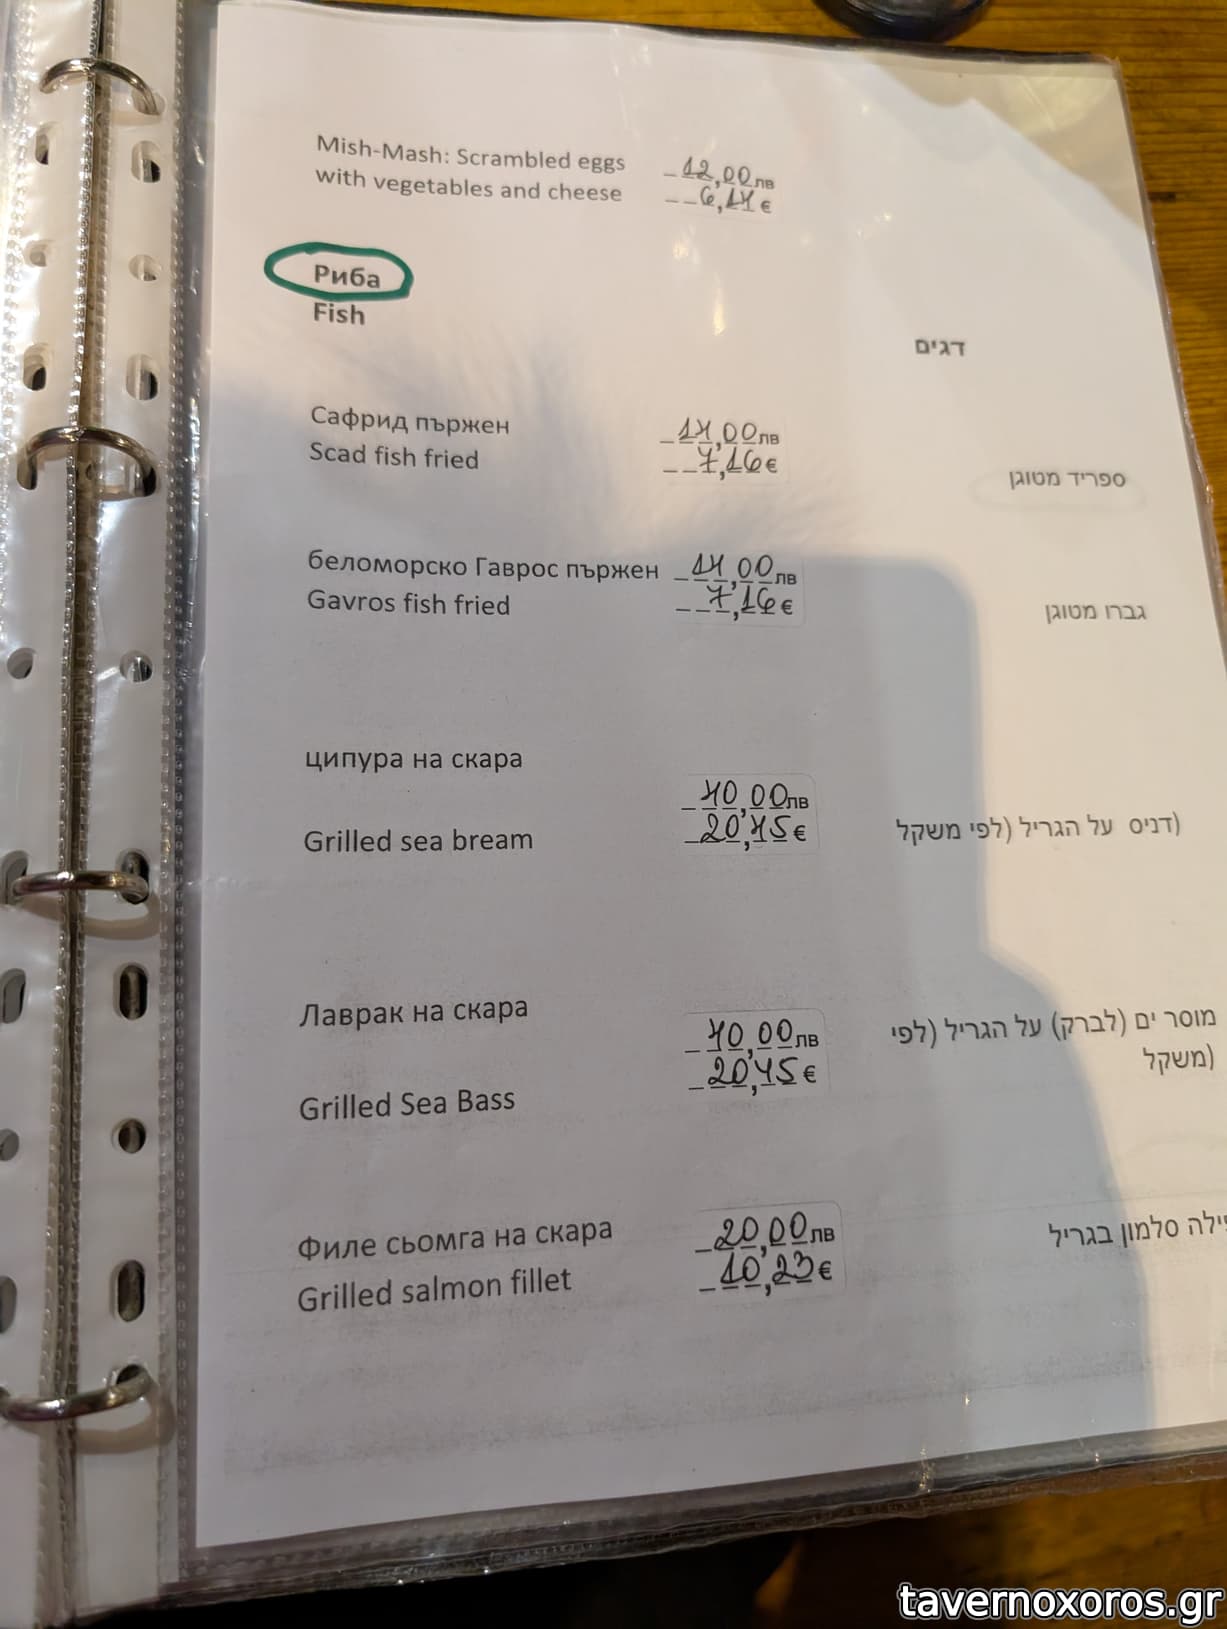 Mish-Mash: Scrambled eggs
with vegetables and cheese
12,00лв
6,14€
Риба
Fish
דגים
Сафрид пържен
Scad fish fried
14,00лв
7,16€
ספריד מטוגן
беломорско Гаврос пържен
Gavros fish fried
14,00лв
7,16€
גברו מטוגן
ципура на скара
Grilled sea bream
40,00лв
20,45€
(דניס על הגריל (לפי משקל
Лаврак на скара
Grilled Sea Bass
40,00лв
20,45€
מוסר ים (לברק) על הגריל (לפי
(משקל
Филе сьомга на скара
Grilled salmon fillet
20,00лв
10,23€
סלמון בגריל
tavernoxoros.gr